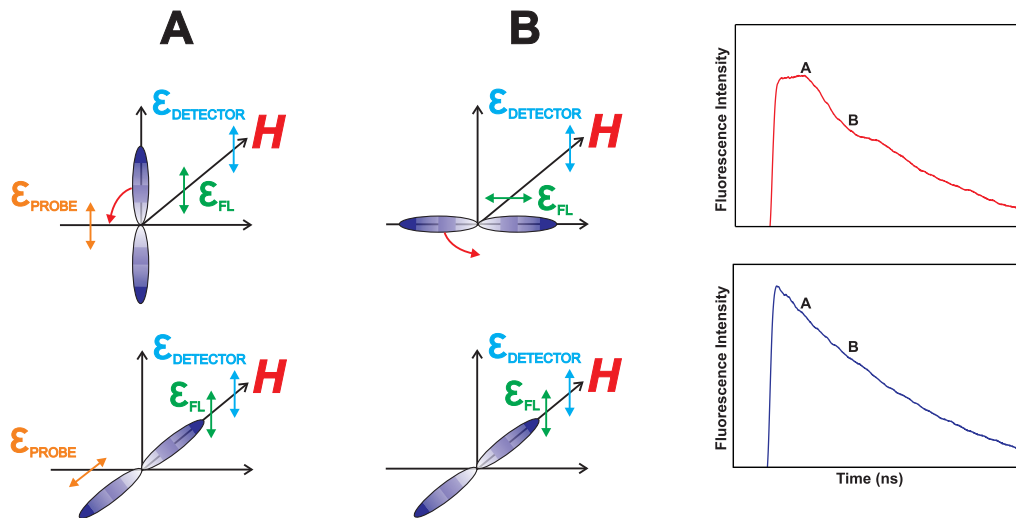 A
B
εDETECTOR
H
εFL
εPROBE
εDETECTOR
H
εFL
Fluorescence Intensity
A
B
εDETECTOR
H
εFL
εPROBE
εDETECTOR
H
εFL
Fluorescence Intensity
A
B
Time (ns)